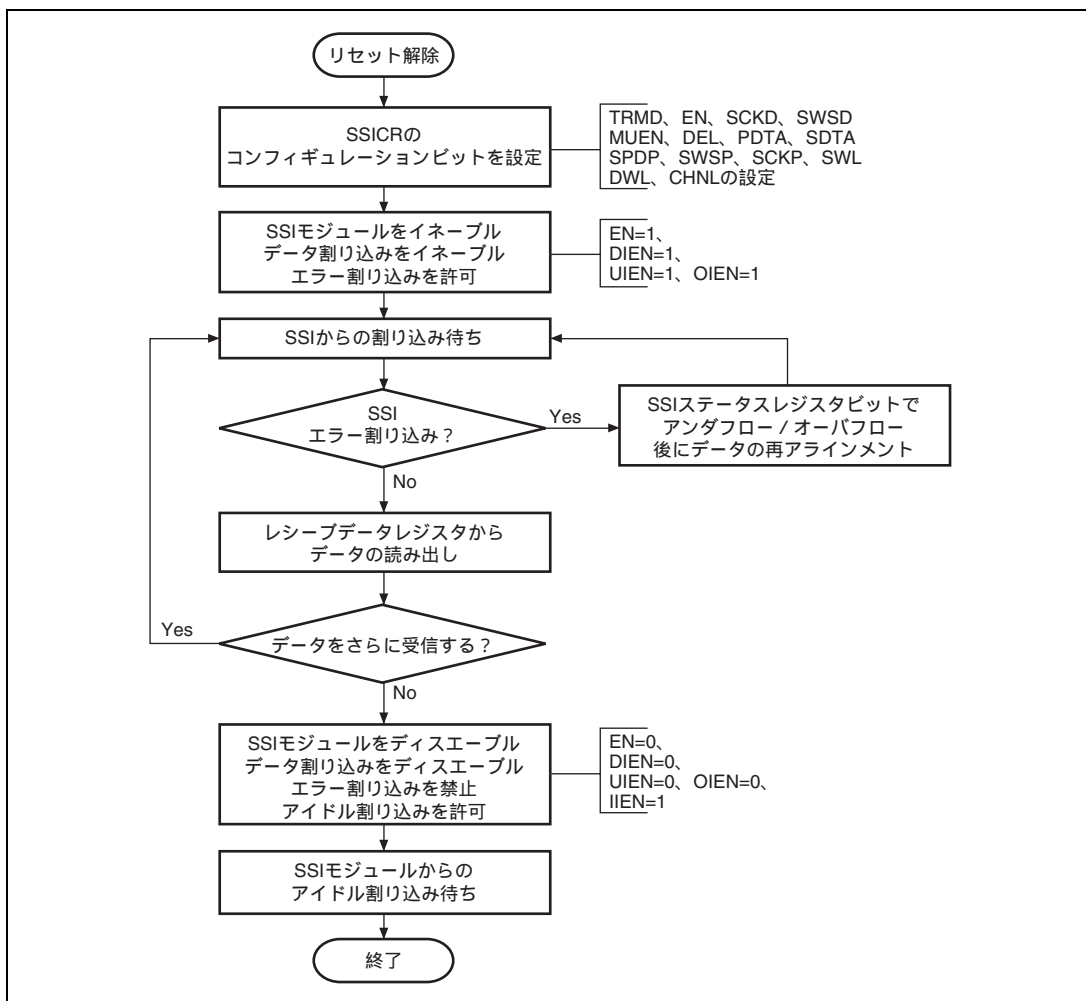 リセット解除
SSICRの
コンフィギュレーションビットを設定
TRMD、EN、SCKD、SWSD
MUEN、DEL、PDTA、SDTA
SPDP、SWSP、SCKP、SWL
DWL、CHNLの設定
SSIモジュールをイネーブル
データ割り込みをイネーブル
エラー割り込みを許可
EN=1、
DIEN=1、
UIEN=1、OIEN=1
SSIからの割り込み待ち
SSI
エラー割り込み？
Yes
SSIステータスレジスタビットで
アンダフロー / オーバフロー
後にデータの再アラインメント
No
レシーブデータレジスタから
データの読み出し
Yes
データをさらに受信する？
No
SSIモジュールをディスエーブル
データ割り込みをディスエーブル
エラー割り込みを禁止
アイドル割り込みを許可
EN=0、
DIEN=0、
UIEN=0、OIEN=0、
IIEN=1
SSIモジュールからの
アイドル割り込み待ち
終了